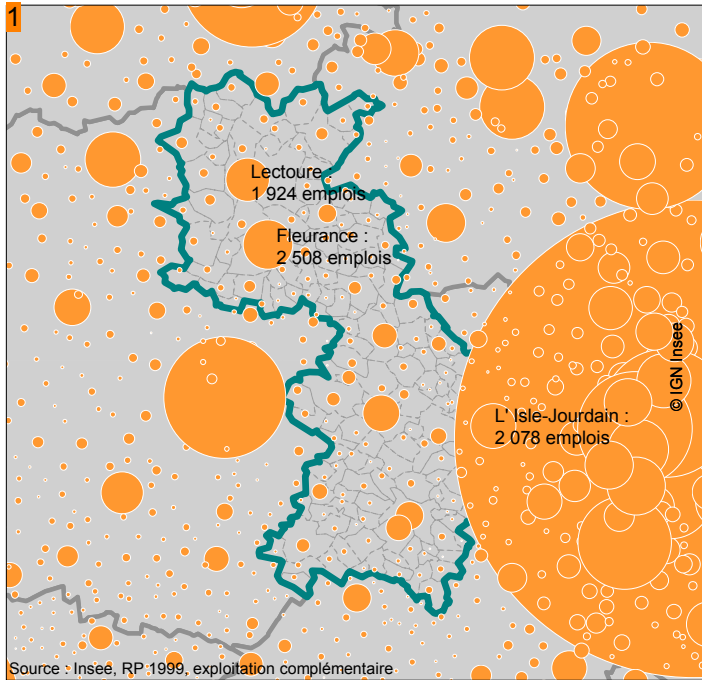 1
Lectoure :
1 924 emplois
Fleurance :
2 508 emplois
L' Isle-Jourdain :
2 078 emplois
© IGN Insee
Source : Insee, RP 1999, exploitation complémentaire